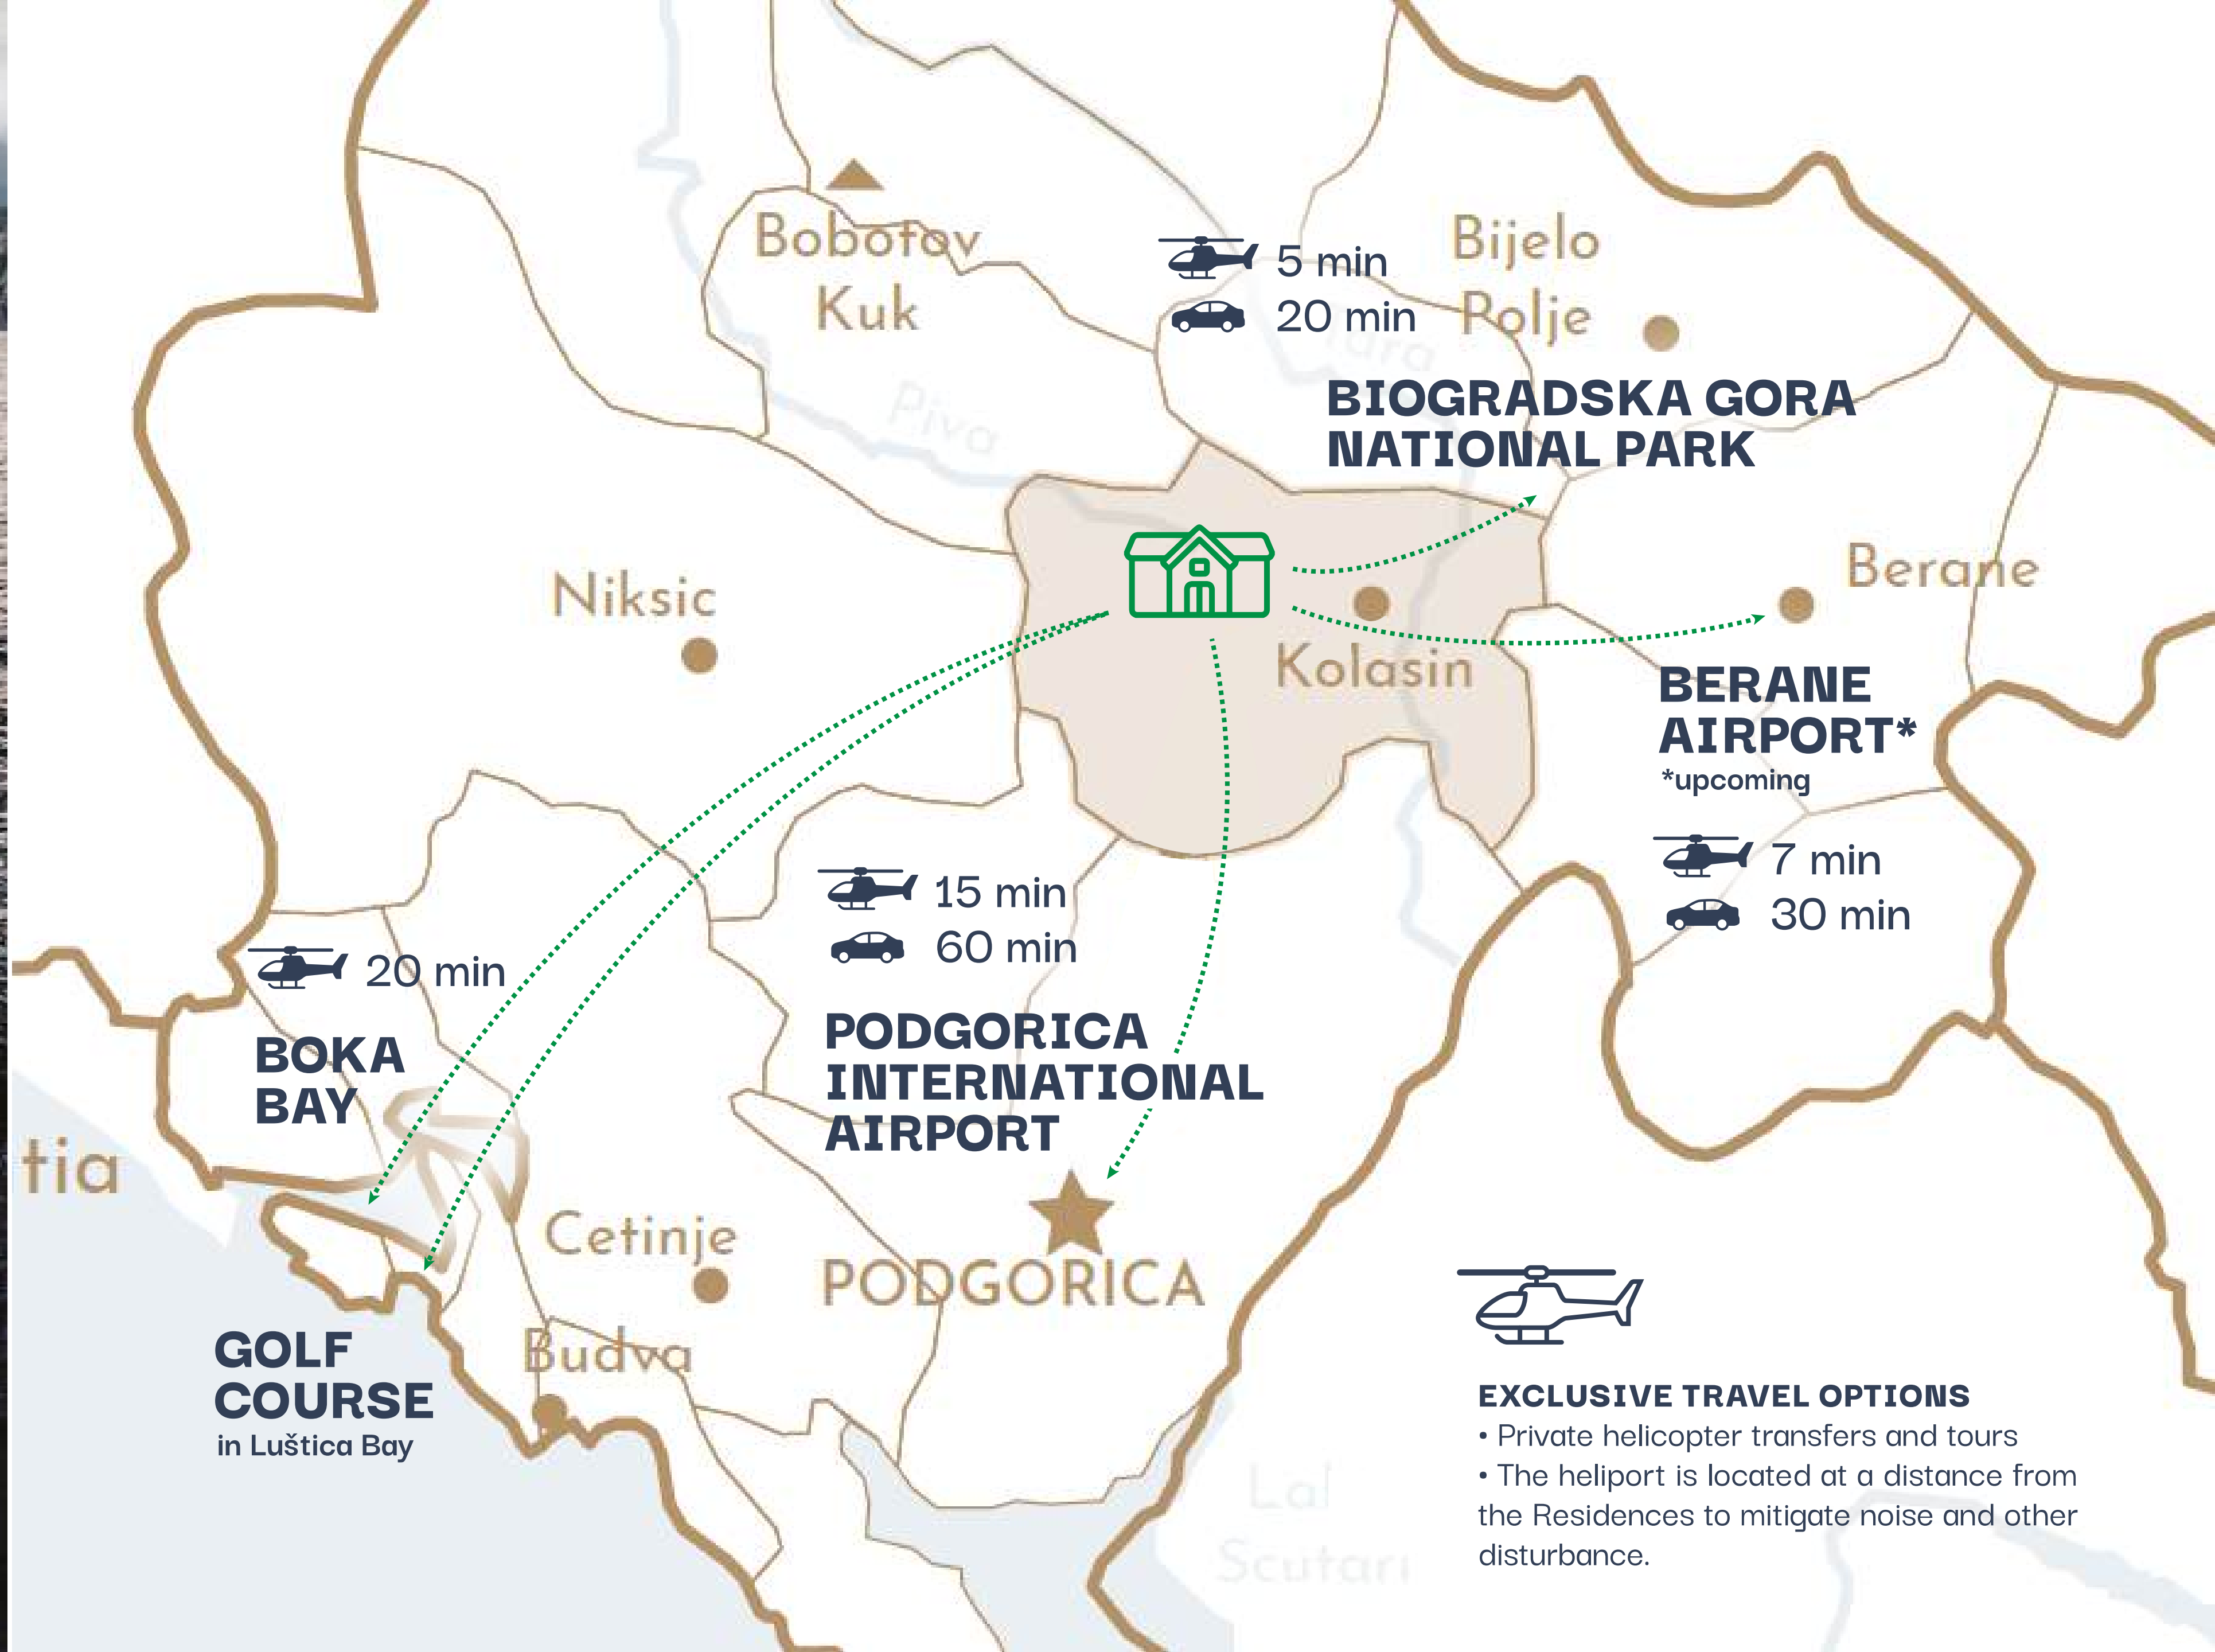 Bobotov
Kuk
5 min
20 min
Bijelo
Polje
Tara
BIOGRADSKA GORA
NATIONAL PARK
Piva
Niksic
Kolasin
Berane
BERANE
AIRPORT*
*upcoming
7 min
30 min
15 min
60 min
20 min
BOKA
BAY
PODGORICA
INTERNATIONAL
AIRPORT
tia
Cetinje
PODGORICA
Budva
GOLF
COURSE
in Luštica Bay
EXCLUSIVE TRAVEL OPTIONS
• Private helicopter transfers and tours
• The heliport is located at a distance from
the Residences to mitigate noise and other
disturbance.
Lal
Scutari